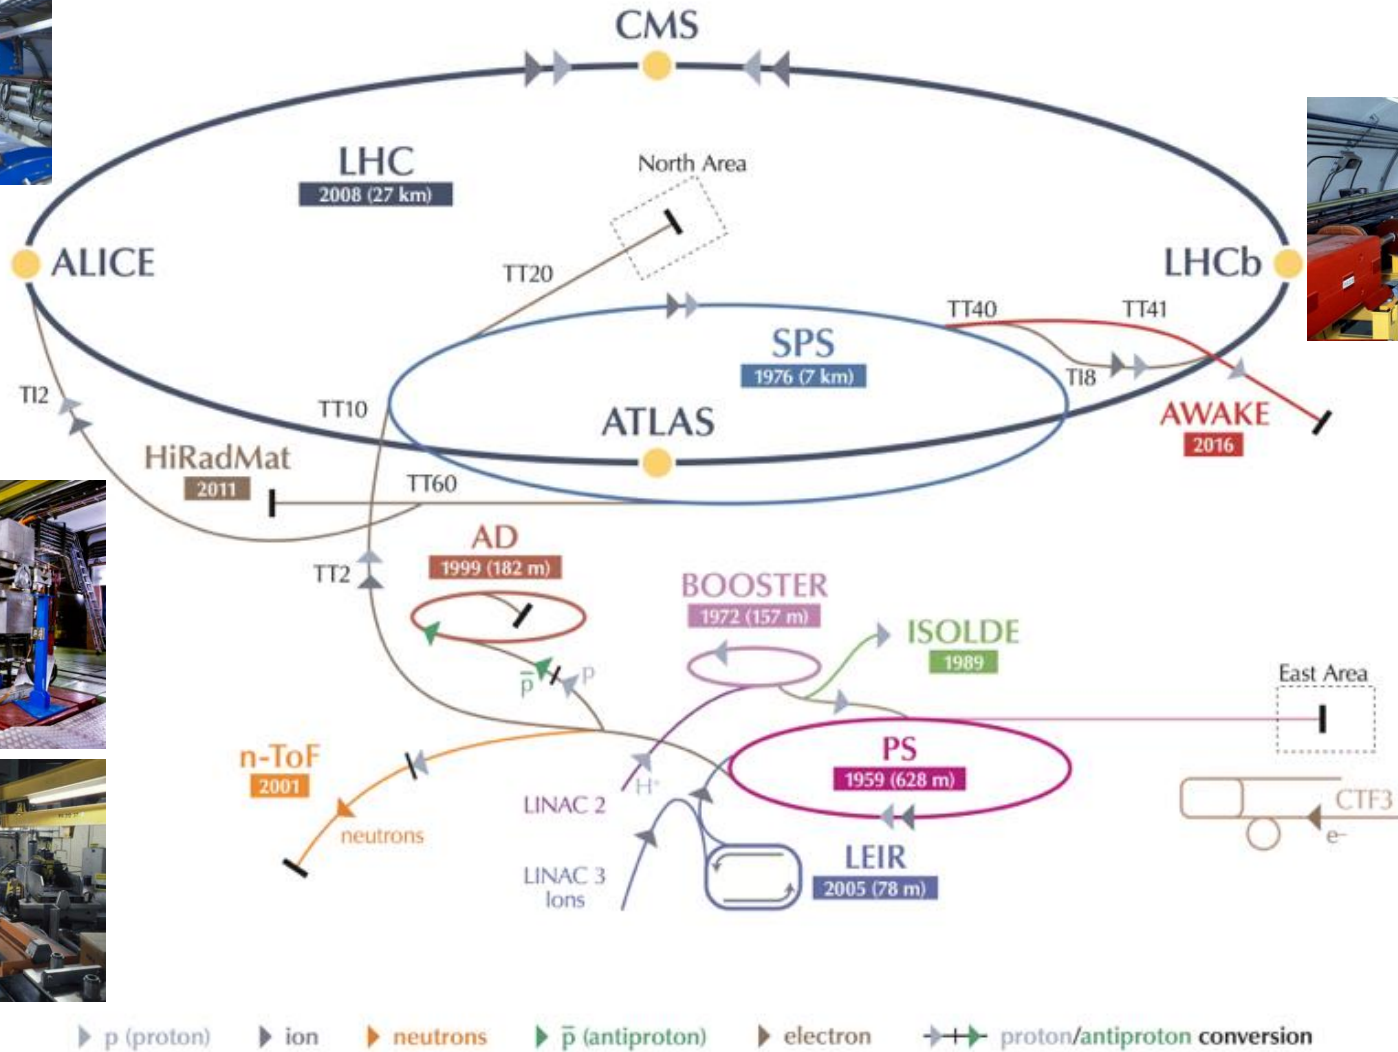 CMS
LHC
2008 (27 km)
North Area
ALICE
TT20
LHCb
TT40
TT41
SPS
1976 (7 km)
TI2
TT10
TI8
ATLAS
AWAKE
2016
HiRadMat
2011
TT60
AD
1999 (182 m)
TT2
BOOSTER
1972 (157 m)
ISOLDE
1989
p̅
p
East Area
n-ToF
2001
PS
1959 (628 m)
H⁺
LINAC 2
neutrons
CTF3
e–
LEIR
2005 (78 m)
LINAC 3
Ions
p (proton) ion neutrons p̅ (antiproton) electron proton/antiproton conversion